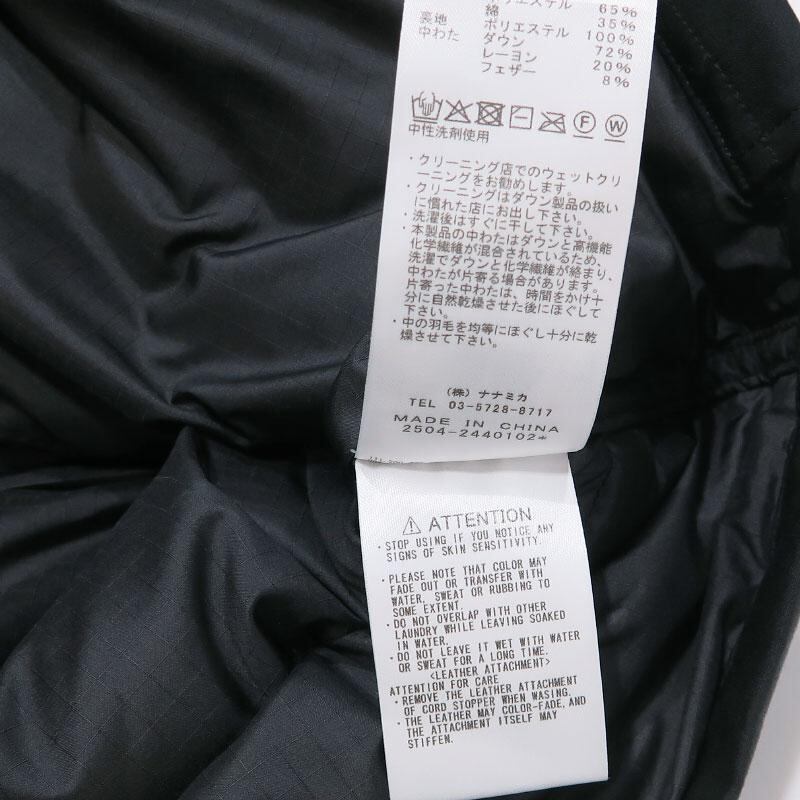 ポリエステル 65%
綿 35%
裏地 ポリエステル 100%
中わた ダウン 72%
レーヨン 20%
フェザー 8%
F W
中性洗剤使用
・クリーニング店でのウェットクリ
ーニングをお勧めします。
・クリーニングはダウン製品の扱い
に慣れた店にお出し下さい。
・洗濯後はすぐに干して下さい。
・本製品の中わたはダウンと高機能
化学繊維が混合されているため、
洗濯でダウンと化学繊維が絡まり、
中わたが片寄る場合があります。
片寄った中わたは、時間をかけ十
分に自然乾燥させた後にほぐして
下さい。
・中の羽毛を均等にほぐし十分に乾
燥させて下さい。
(株) ナナミカ
TEL 03-5728-8717
MADE IN CHINA
2504-2440102*
⚠ ATTENTION
・STOP USING IF YOU NOTICE ANY
SIGNS OF SKIN SENSITIVITY.
・PLEASE NOTE THAT COLOR MAY
FADE OUT OR TRANSFER WITH
WATER, SWEAT OR RUBBING TO
SOME EXTENT.
・DO NOT OVERLAP WITH OTHER
LAUNDRY WHILE LEAVING SOAKED
IN WATER.
・DO NOT LEAVE IT WET WITH WATER
OR SWEAT FOR A LONG TIME.
<LEATHER ATTACHMENT>
ATTENTION FOR CARE
・REMOVE THE LEATHER ATTACHMENT
OF CORD STOPPER WHEN WASING.
・THE LEATHER MAY COLOR-FADE, AND
THE ATTACHMENT ITSELF MAY
STIFFEN.